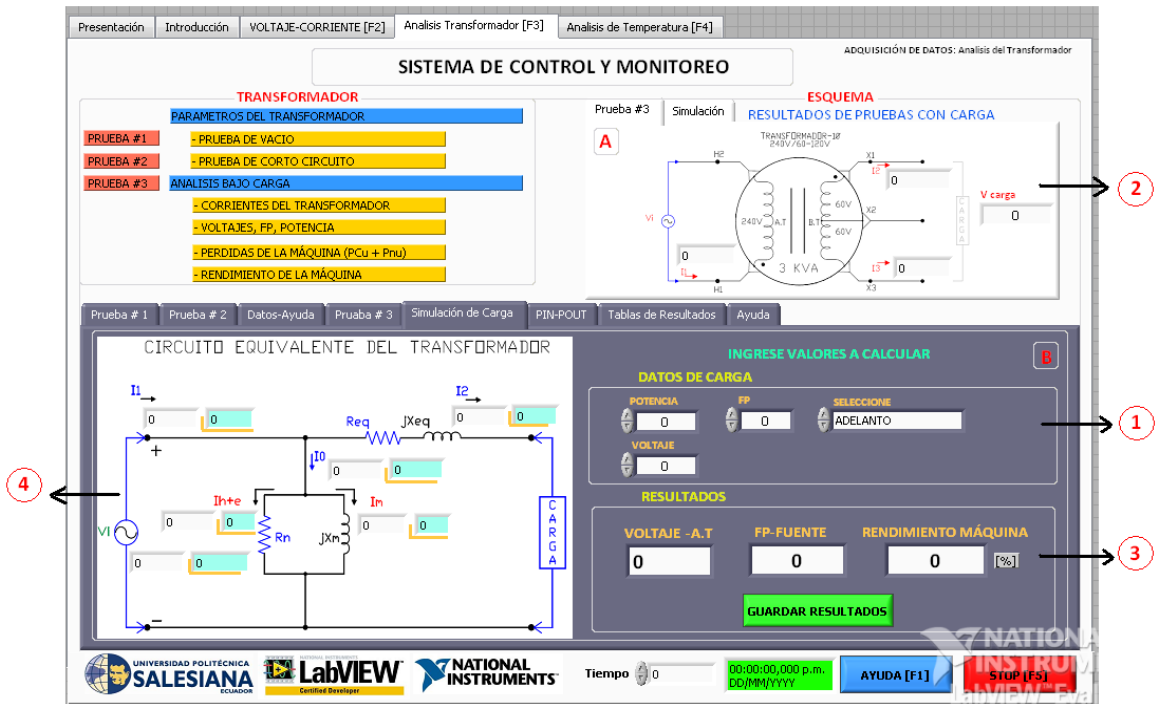 Presentación
Introducción
VOLTAJE-CORRIENTE [F2]
Analisis Transformador [F3]
Analisis de Temperatura [F4]
ADQUISICIÓN DE DATOS: Analisis del Transformador
SISTEMA DE CONTROL Y MONITOREO
TRANSFORMADOR
PARAMETROS DEL TRANSFORMADOR
PRUEBA #1
- PRUEBA DE VACIO
PRUEBA #2
- PRUEBA DE CORTO CIRCUITO
PRUEBA #3
ANALISIS BAJO CARGA
- CORRIENTES DEL TRANSFORMADOR
- VOLTAJES, FP, POTENCIA
- PERDIDAS DE LA MÁQUINA (PCu + Pnu)
- RENDIMIENTO DE LA MÁQUINA
ESQUEMA
Prueba #3
Simulación
RESULTADOS DE PRUEBAS CON CARGA
A
TRANSFORMADOR-1Ø
240V/60-120V
H2
X1
I2
0
Vi
240V
A.T
B.T
60V
60V
X2
CARGA
V carga
0
2
0
I1
3 KVA
I3
0
H1
X3
Prueba # 1
Prueba # 2
Datos-Ayuda
Pruaba # 3
Simulación de Carga
PIN-POUT
Tablas de Resultados
Ayuda
CIRCUITO EQUIVALENTE DEL TRANSFORMADOR
I1
0
0
I2
0
0
Req
jXeq
+
I0
0
0
Ih+e
0
0
Im
0
0
Rn
jXm
VI
0
0
CARGA
4
INGRESE VALORES A CALCULAR
B
DATOS DE CARGA
POTENCIA
0
FP
0
SELECCIONE
ADELANTO
1
VOLTAJE
0
RESULTADOS
VOLTAJE -A.T
0
FP-FUENTE
0
RENDIMIENTO MÁQUINA
0
[%]
3
GUARDAR RESULTADOS
UNIVERSIDAD POLITÉCNICA
SALESIANA
ECUADOR
NATIONAL INSTRUMENTS
LabVIEW
Certified Developer
NATIONAL
INSTRUMENTS
Tiempo
0
00:00:00,000 p.m.
DD/MM/YYYY
AYUDA [F1]
STOP [F5]
NATIONA
INSTRUM
LabVIEW™ Eval